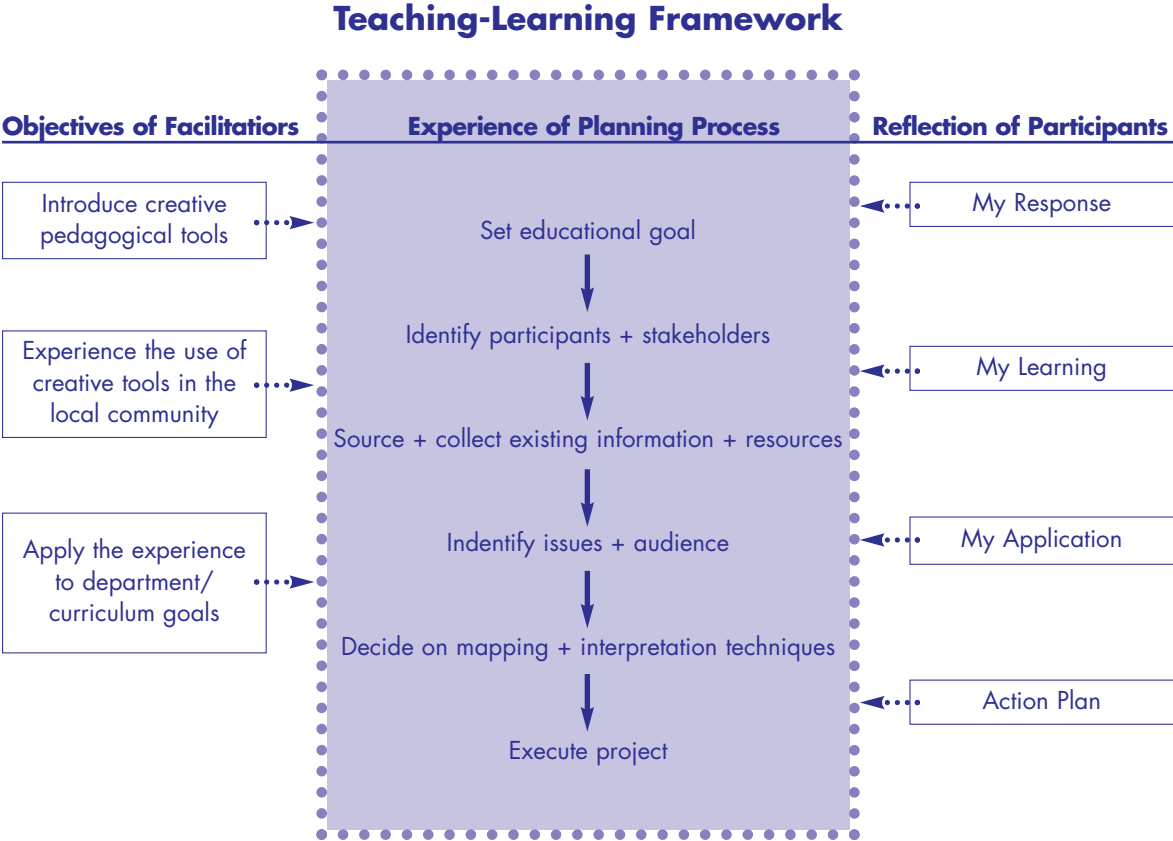 Teaching-Learning Framework
Objectives of Facilitatiors
Introduce creative
pedagogical tools
Experience the use of
creative tools in the
local community
Apply the experience
to department/
curriculum goals
Experience of Planning Process
Set educational goal
Identify participants + stakeholders
Source + collect existing information + resources
Indentify issues + audience
Decide on mapping + interpretation techniques
Execute project
Reflection of Participants
My Response
My Learning
My Application
Action Plan